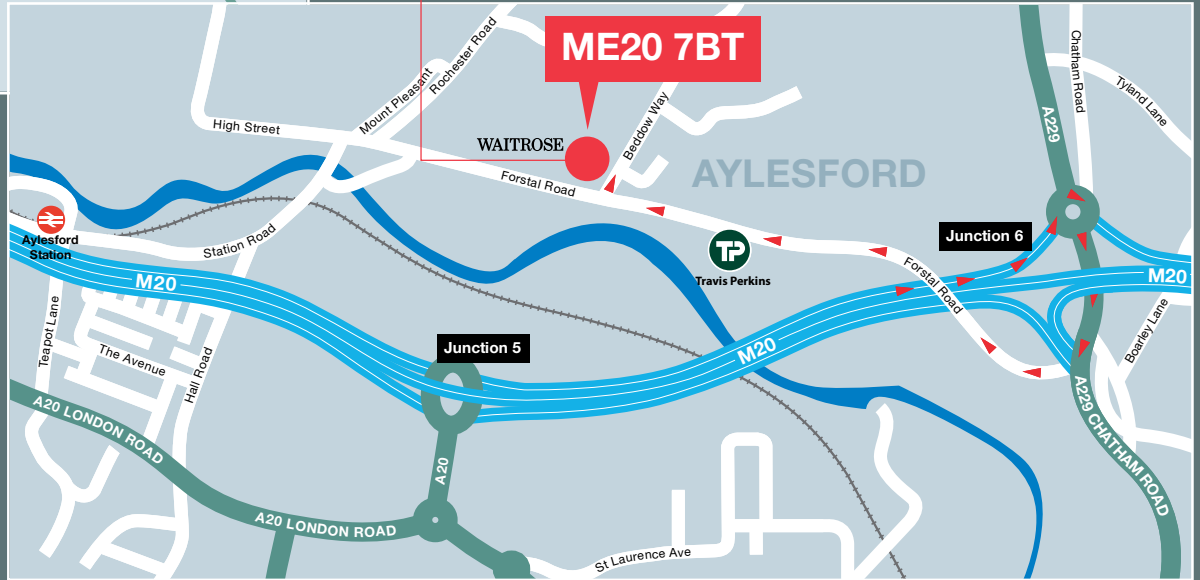 ME20 7BT
Rochester Road
Mount Pleasant
High Street
WAITROSE
Beddow Way
Forstal Road
AYLESFORD
A229
Chatham Road
Tyland Lane
Junction 6
Aylesford
Station
Station Road
TP
Travis Perkins
Forstal Road
M20
M20
M20
Junction 5
Teapot Lane
The Avenue
Hall Road
Boarley Lane
A20 LONDON ROAD
A20
A229 CHATHAM ROAD
A20 LONDON ROAD
St Laurence Ave